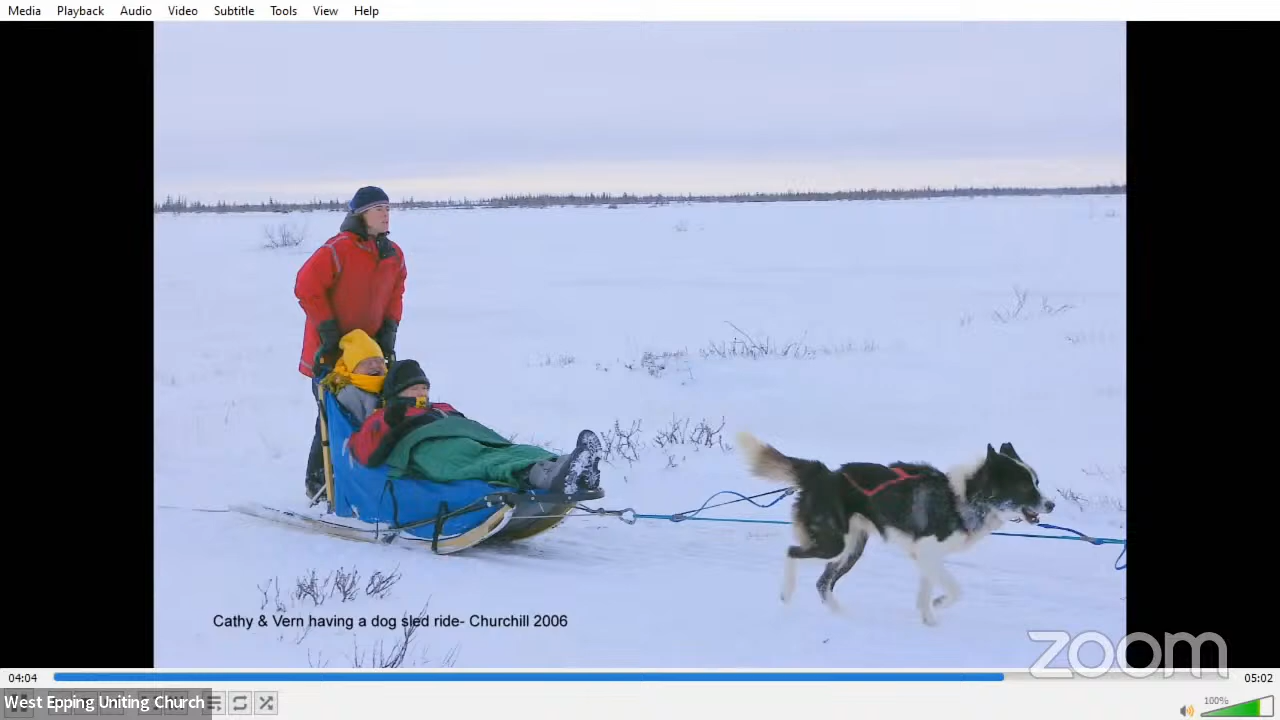 Media Playback Audio Video Subtitle Tools View Help
Cathy & Vern having a dog sled ride- Churchill 2006
zoom
04:04 05:02
West Epping Uniting Church
100%